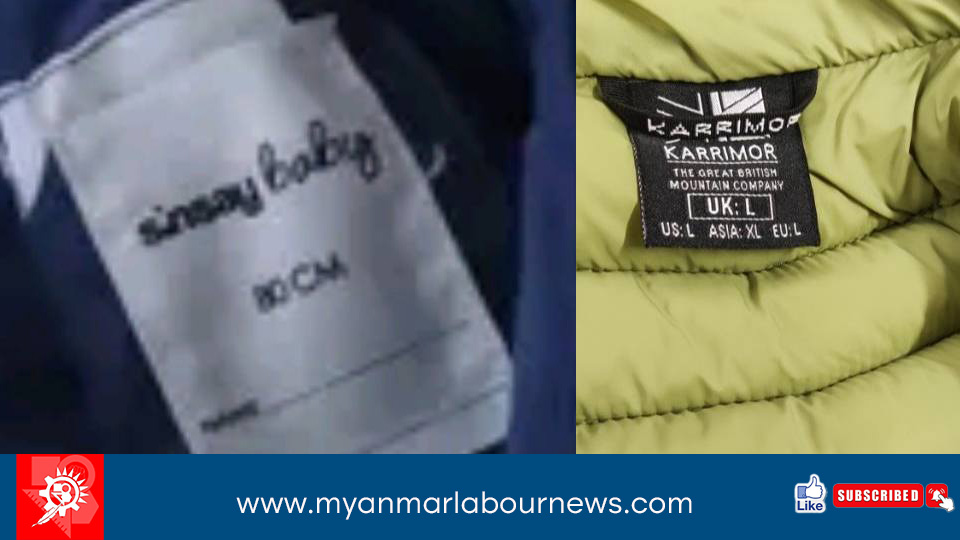 sinsay baby
80 CM
KARRIMOR
KARRIMOR
THE GREAT BRITISH
MOUNTAIN COMPANY
UK: L
US: L ASIA: XL EU: L
www.myanmarlabournews.com
Like
SUBSCRIBED